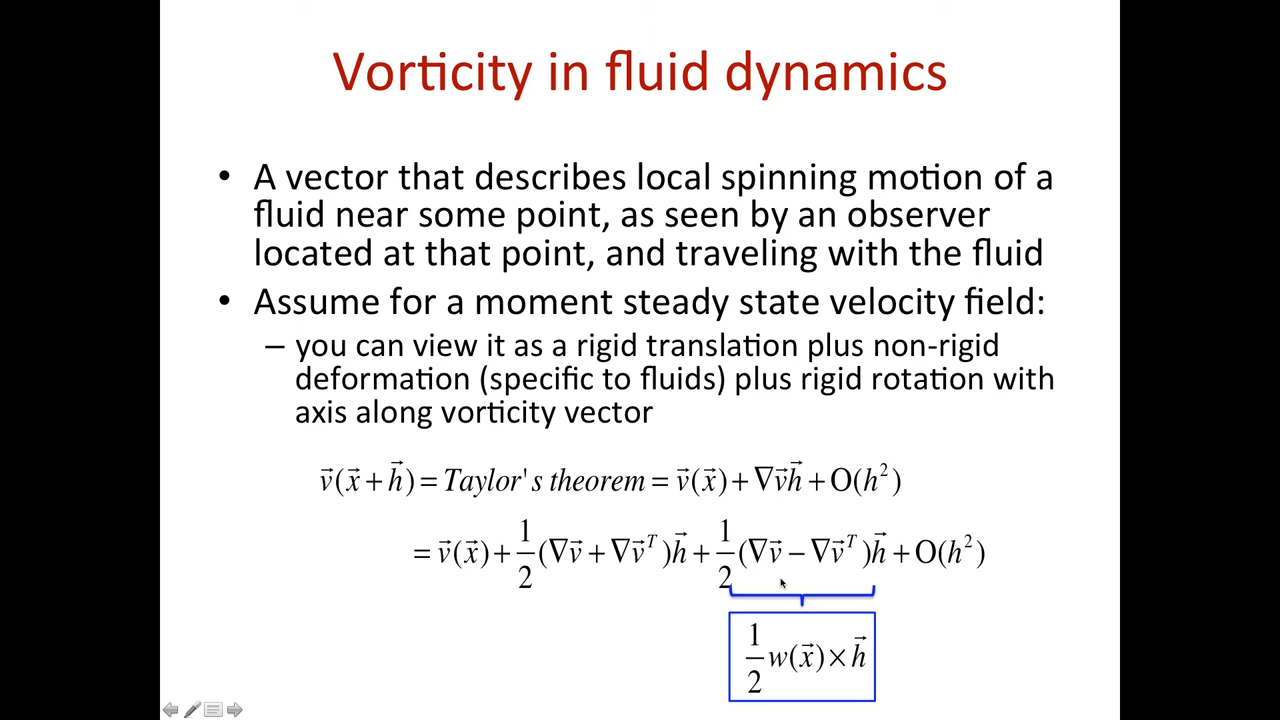 Vorticity in fluid dynamics
• A vector that describes local spinning motion of a
fluid near some point, as seen by an observer
located at that point, and traveling with the fluid
• Assume for a moment steady state velocity field:
– you can view it as a rigid translation plus non-rigid
deformation (specific to fluids) plus rigid rotation with
axis along vorticity vector
v⃗(x⃗ + h⃗) = Taylor's theorem = v⃗(x⃗) + ∇v⃗h⃗ + O(h²)
= v⃗(x⃗) + 1/2 (∇v⃗ + ∇v⃗ᵀ)h⃗ + 1/2 (∇v⃗ − ∇v⃗ᵀ)h⃗ + O(h²)
1/2 w(x⃗) × h⃗